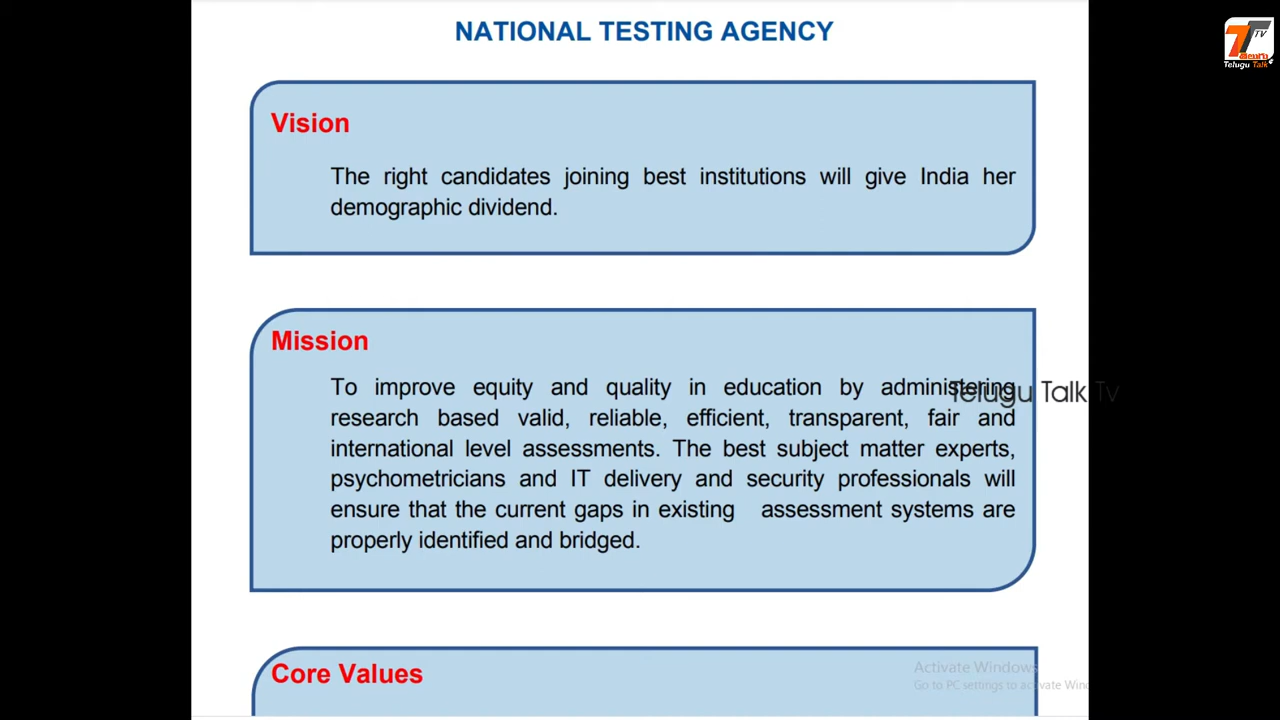 NATIONAL TESTING AGENCY
TV
తెలుగు
Telugu Talk
Vision
The right candidates joining best institutions will give India her
demographic dividend.
Mission
To improve equity and quality in education by administering
Telugu Talk Tv
research based valid, reliable, efficient, transparent, fair and
international level assessments. The best subject matter experts,
psychometricians and IT delivery and security professionals will
ensure that the current gaps in existing assessment systems are
properly identified and bridged.
Core Values
Activate Windows
Go to PC settings to activate Wind